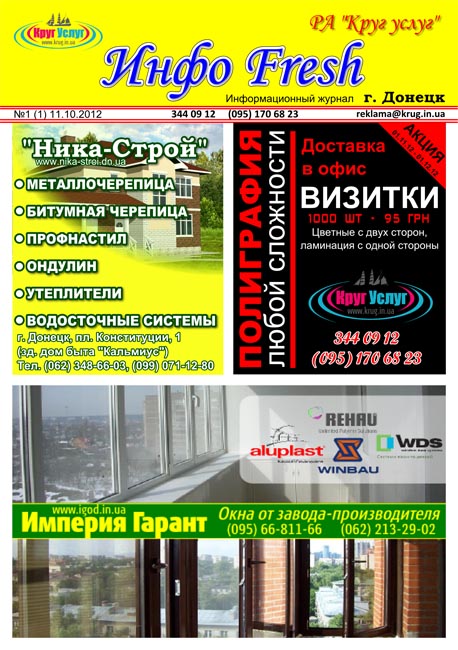 Круг Услуг
www.krug.in.ua
РА "Круг услуг"
Инфо Fresh
Информационный журнал г. Донецк
№1 (1) 11.10.2012 344 09 12 (095) 170 68 23 reklama@krug.in.ua
"Ника-Строй"
www.nika-stroi.dn.ua
• МЕТАЛЛОЧЕРЕПИЦА
• БИТУМНАЯ ЧЕРЕПИЦА
• ПРОФНАСТИЛ
• ОНДУЛИН
• УТЕПЛИТЕЛИ
• ВОДОСТОЧНЫЕ СИСТЕМЫ
г. Донецк, пл. Конституции, 1
(зд. дом быта "Кальмиус")
Тел. (062) 348-66-03, (099) 071-12-80
ПОЛИГРАФИЯ
ЛЮБОЙ СЛОЖНОСТИ
АКЦИЯ
Доставка
в офис
ВИЗИТКИ
1000 ШТ - 95 ГРН
Цветные с двух сторон,
ламинация с одной стороны
Круг Услуг
www.krug.in.ua
344 09 12
(095) 170 68 23
REHAU
Unlimited Polymer Solutions
aluplast
WINBAU
WDS
www.igod.in.ua
Империя Гарант
Окна от завода-производителя
(095) 66-811-66 (062) 213-29-02